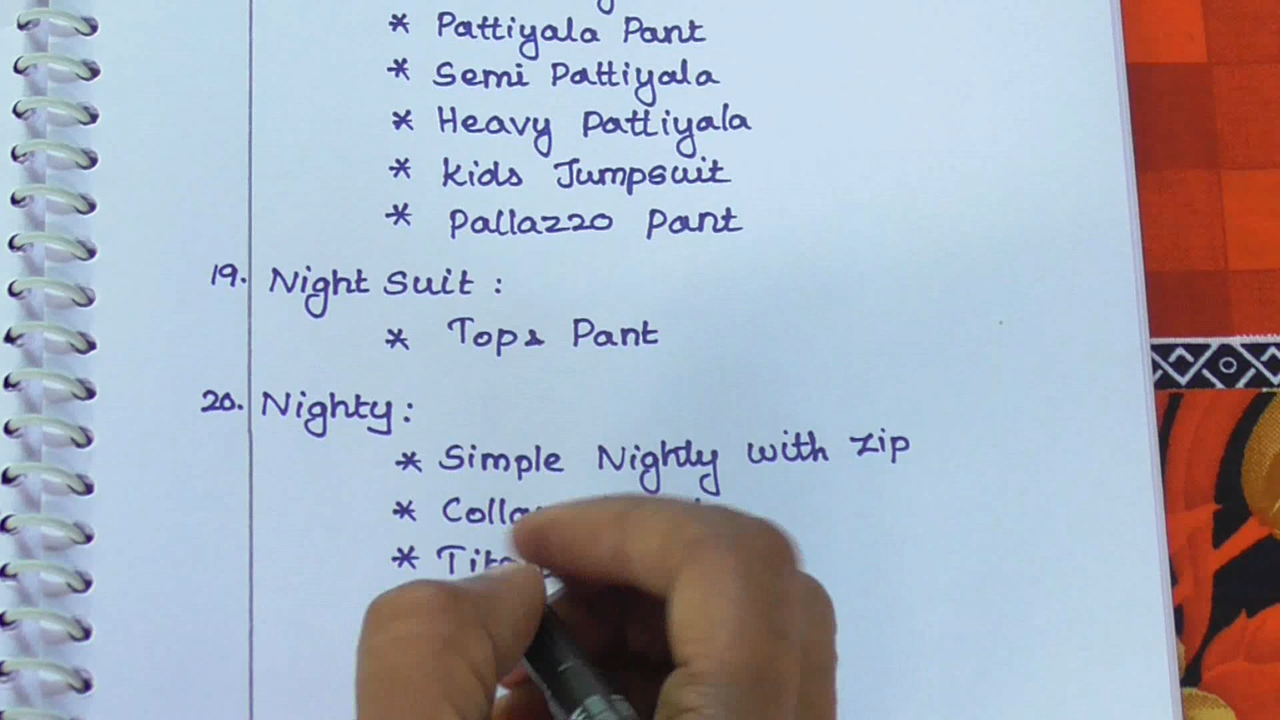 * Pattiyala Pant
* Semi Pattiyala
* Heavy Pattiyala
* Kids Jumpsuit
* Pallazzo Pant
19. Night Suit :
* Top & Pant
20. Nighty :
* Simple Nighty with zip
*
*